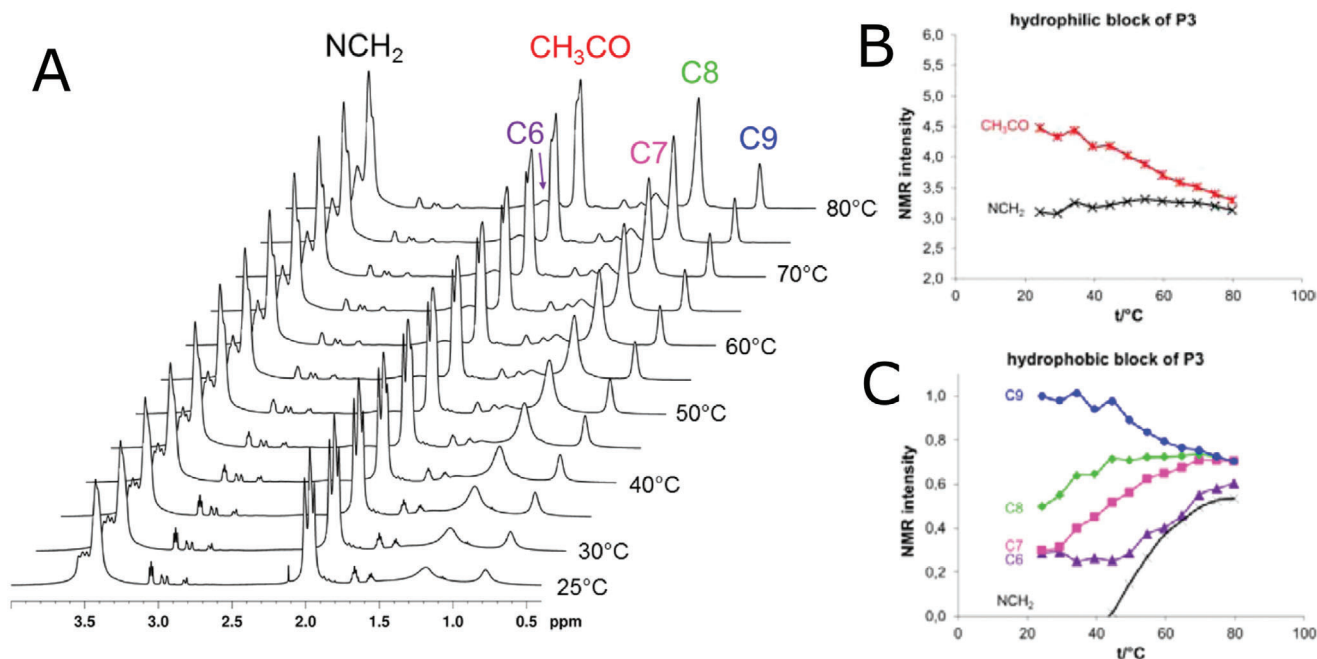 A
NCH₂
CH₃CO
C8
C6
C7
C9
80°C
70°C
60°C
50°C
40°C
30°C
25°C
3.5 3.0 2.5 2.0 1.5 1.0 0.5 ppm
B
hydrophilic block of P3
NMR intensity
6,0
5,5
5,0
4,5
4,0
3,5
3,0
2,5
2,0
CH₃CO
NCH₂
0 20 40 60 80 100
t/°C
C
hydrophobic block of P3
NMR intensity
1,0
0,8
0,6
0,4
0,2
0,0
C9
C8
C7
C6
NCH₂
0 20 40 60 80 100
t/°C